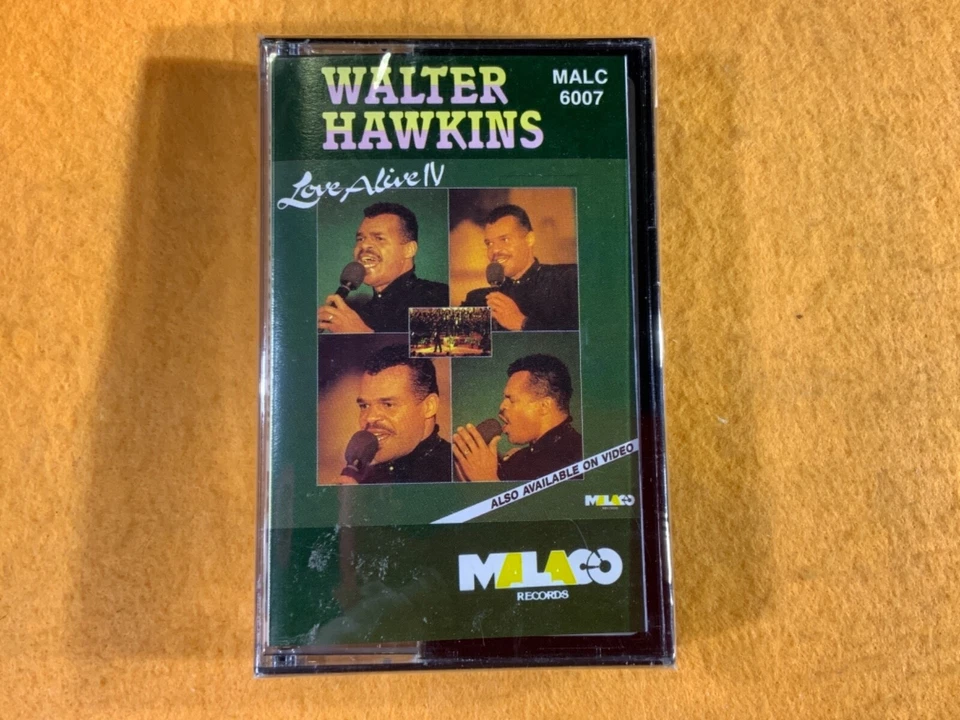 WALTER
HAWKINS
MALC
6007
Love Alive IV
ALSO AVAILABLE ON VIDEO
MALACO
MALACO
RECORDS